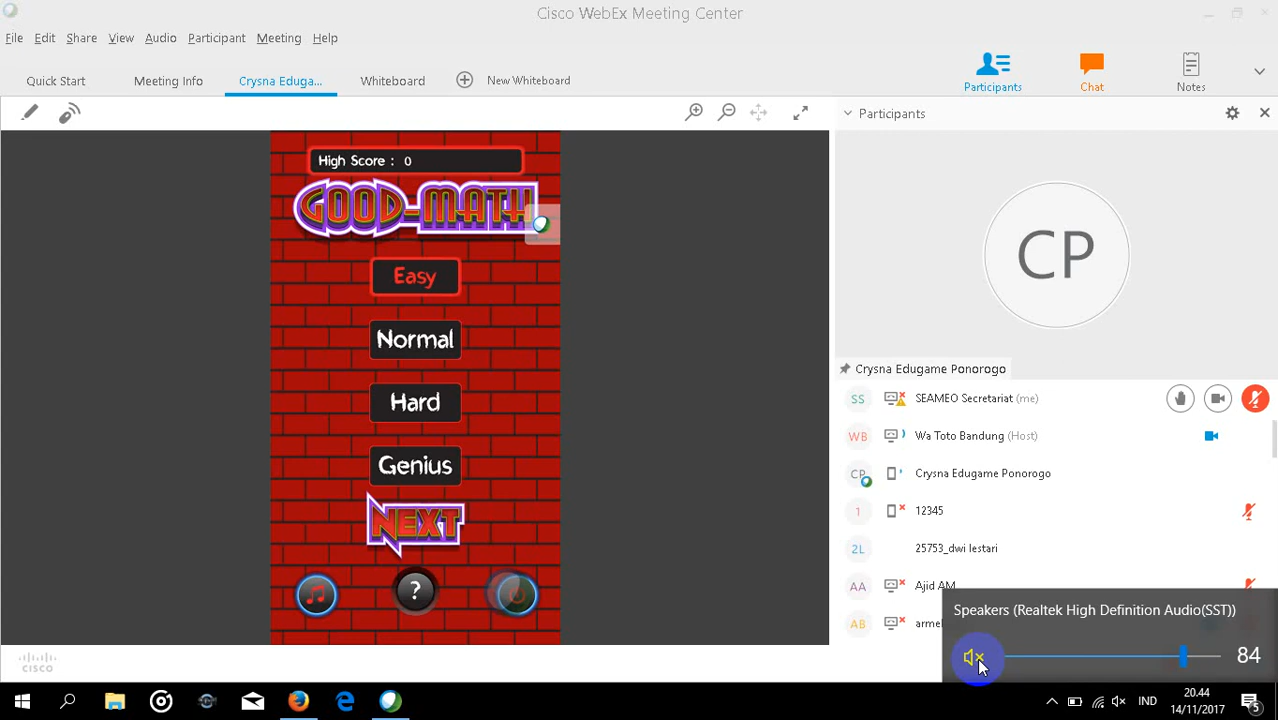 Cisco WebEx Meeting Center
File Edit Share View Audio Participant Meeting Help
Quick Start Meeting Info Crysna Eduga... Whiteboard New Whiteboard
Participants Chat Notes
Participants
High Score : 0
GOOD-MATH
Easy
Normal
Hard
Genius
NEXT
?
CP
Crysna Edugame Ponorogo
SS SEAMEO Secretariat (me)
WB Wa Toto Bandung (Host)
CP Crysna Edugame Ponorogo
1 12345
2L 25753_dwi lestari
AA Ajid AM
AB armel
Speakers (Realtek High Definition Audio(SST))
84
cisco
IND
20.44
14/11/2017
5